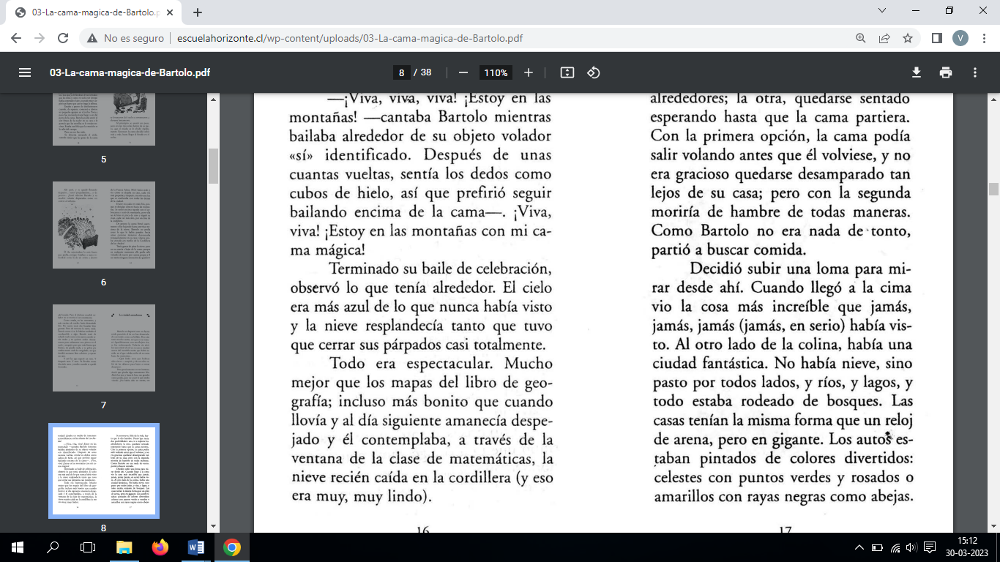 03-La-cama-magica-de-Bartolo.p
No es seguro
escuelahorizonte.cl/wp-content/uploads/03-La-cama-magica-de-Bartolo.pdf
V
03-La-cama-magica-de-Bartolo.pdf
8 / 38
110%
5
6
7
8
—¡Viva, viva, viva! ¡Estoy en las
montañas! —cantaba Bartolo mientras
bailaba alrededor de su objeto volador
«sí» identificado. Después de unas
cuantas vueltas, sentía los dedos como
cubos de hielo, así que prefirió seguir
bailando encima de la cama—. ¡Viva,
viva! ¡Estoy en las montañas con mi ca-
ma mágica!
Terminado su baile de celebración,
observó lo que tenía alrededor. El cielo
era más azul de lo que nunca había visto
y la nieve resplandecía tanto que tuvo
que cerrar sus párpados casi totalmente.
Todo era espectacular. Mucho
mejor que los mapas del libro de geo-
grafía; incluso más bonito que cuando
llovía y al día siguiente amanecía despe-
jado y él contemplaba, a través de la
ventana de la clase de matemáticas, la
nieve recién caída en la cordillera (y eso
era muy, muy lindo).
16
alrededores; la otra, quedarse sentado
esperando hasta que la cama partiera.
Con la primera opción, la cama podía
salir volando antes que él volviese, y no
era gracioso quedarse desamparado tan
lejos de su casa; pero con la segunda
moriría de hambre de todas maneras.
Como Bartolo no era nada de tonto,
partió a buscar comida.
Decidió subir una loma para mi-
rar desde ahí. Cuando llegó a la cima
vio la cosa más increíble que jamás,
jamás, jamás (jamás, en serio) había vis-
to. Al otro lado de la colina, había una
ciudad fantástica. No había nieve, sino
pasto por todos lados, y ríos, y lagos, y
todo estaba rodeado de bosques. Las
casas tenían la misma forma que un reloj
de arena, pero en gigante. Los autos es-
taban pintados de colores divertidos:
celestes con puntos verdes y rosados o
amarillos con rayas negras como abejas.
17
15:12
30-03-2023